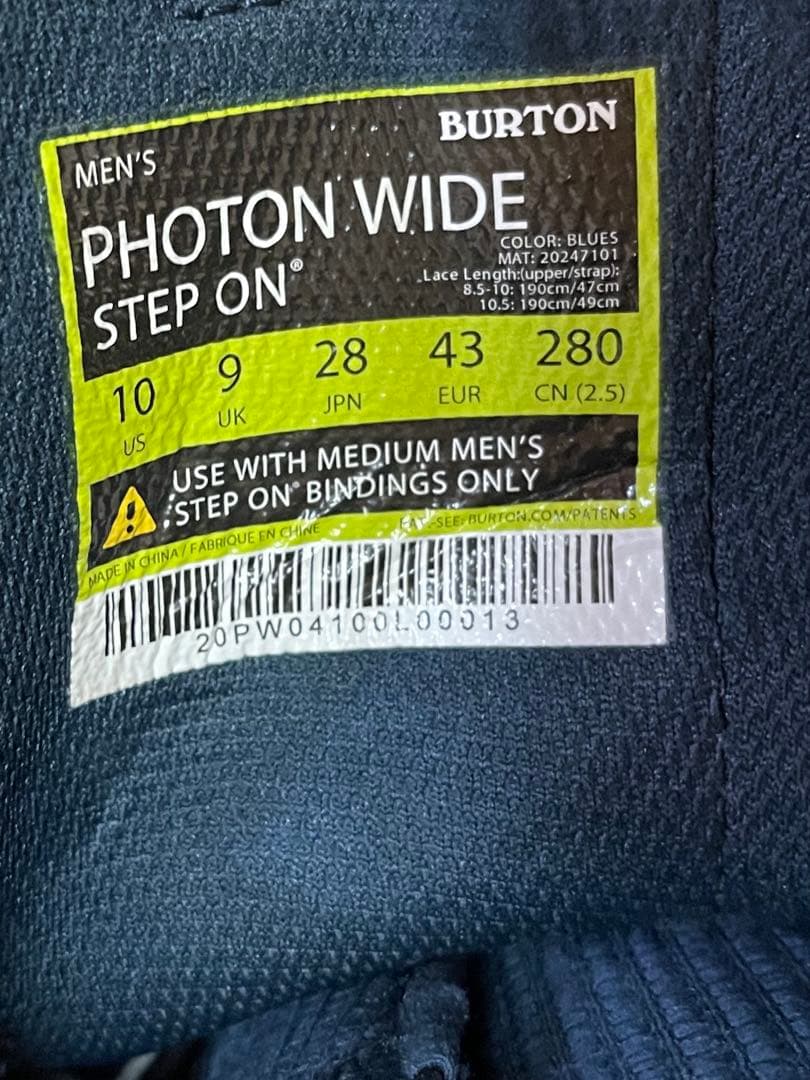 BURTON
MEN'S
PHOTON WIDE
STEP ON®
COLOR: BLUES
MAT: 20247101
Lace Length:(upper/strap):
8.5-10: 190cm/47cm
10.5: 190cm/49cm
10 9 28 43 280
US UK JPN EUR CN (2.5)
USE WITH MEDIUM MEN'S
STEP ON® BINDINGS ONLY
MADE IN CHINA / FABRIQUE EN CHINE
SEE: BURTON.COM/PATENTS
20PW04100L00013